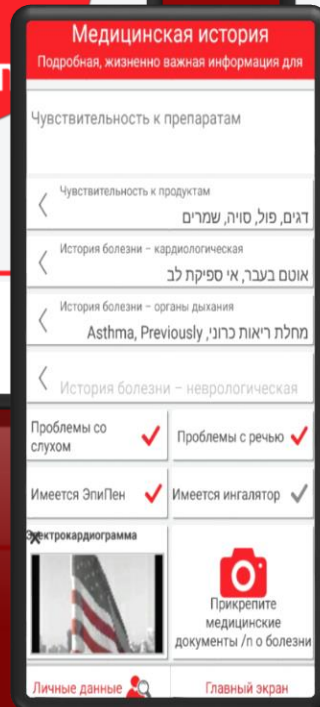 Медицинская история
Подробная, жизненно важная информация для
Чувствительность к препаратам
Чувствительность к продуктам
דגים, פול, סויה, שמרים
История болезни – кардиологическая
אוטם בעבר, אי ספיקת לב
История болезни – органы дыхания
מחלת ריאות כרוני, Asthma, Previously
История болезни – неврологическая
Проблемы со
слухом
Проблемы с речью
Имеется ЭпиПен
Имеется ингалятор
Электрокардиограмма
Прикрепите
медицинские
документы /n о болезни
Личные данные
Главный экран